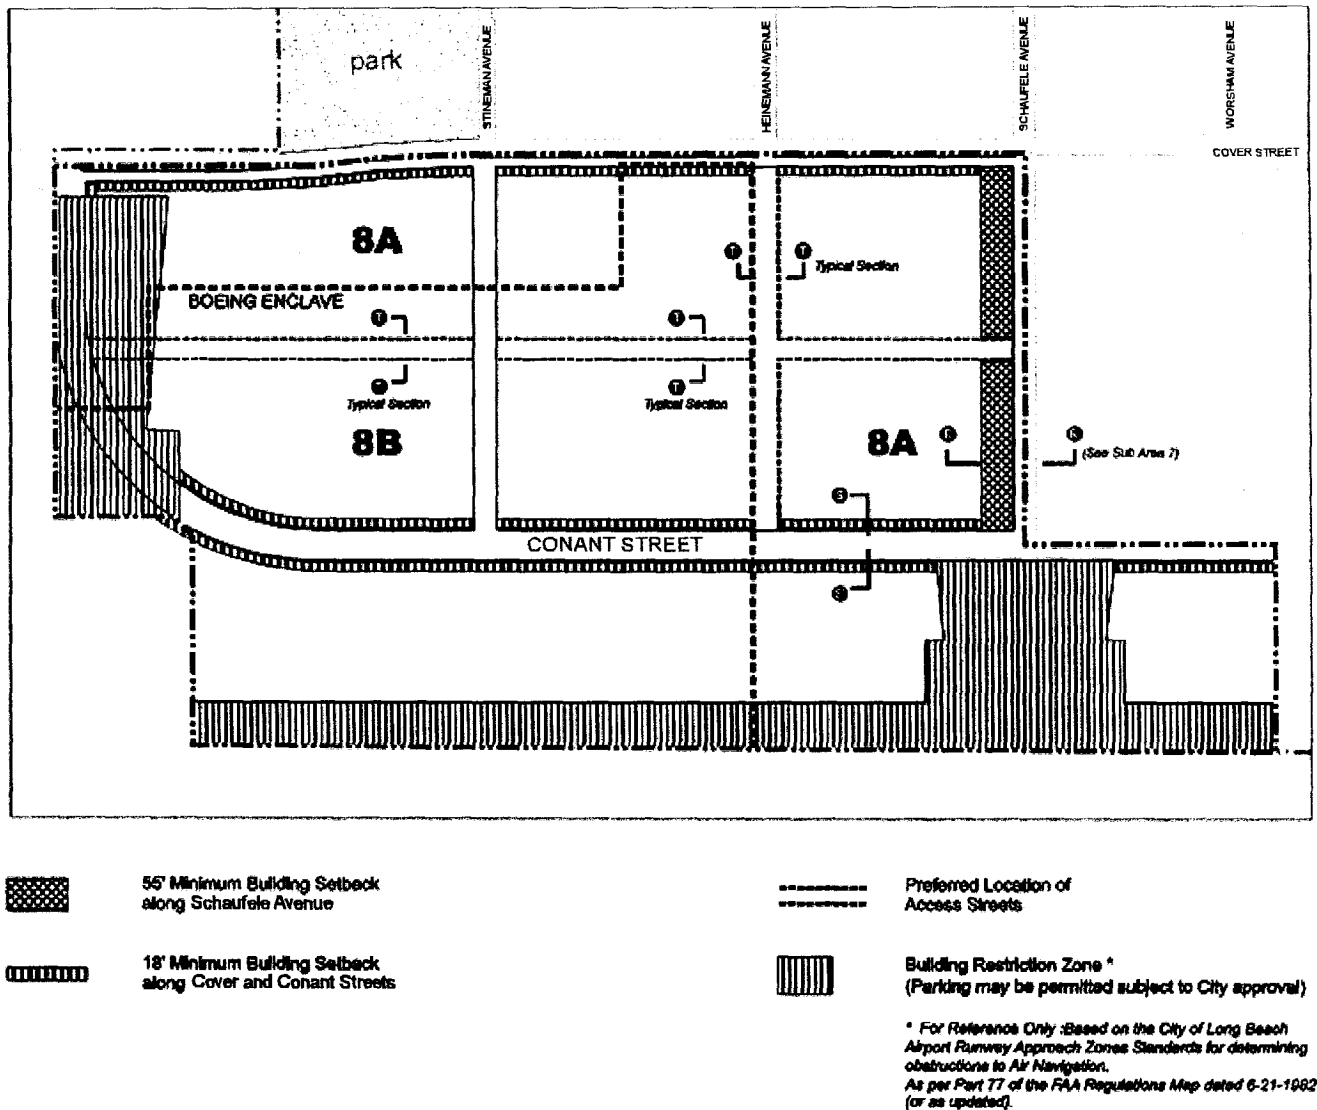 park
STINEMAN AVENUE
HEINEMANN AVENUE
SCHAUFELE AVENUE
WORSHAM AVENUE
COVER STREET
8A
T
T
Typical Section
BOEING ENCLAVE
T
T
T
Typical Section
Typical Section
8B
8A
R
R
(See Sub Area 7)
S
CONANT STREET
S
55' Minimum Building Setback
along Schaufele Avenue
18' Minimum Building Setback
along Cover and Conant Streets
Preferred Location of
Access Streets
Building Restriction Zone *
(Parking may be permitted subject to City approval)
* For Reference Only :Based on the City of Long Beach
Airport Runway Approach Zones Standards for determining
obstructions to Air Navigation.
As per Part 77 of the FAA Regulations Map dated 6-21-1982
(or as updated).